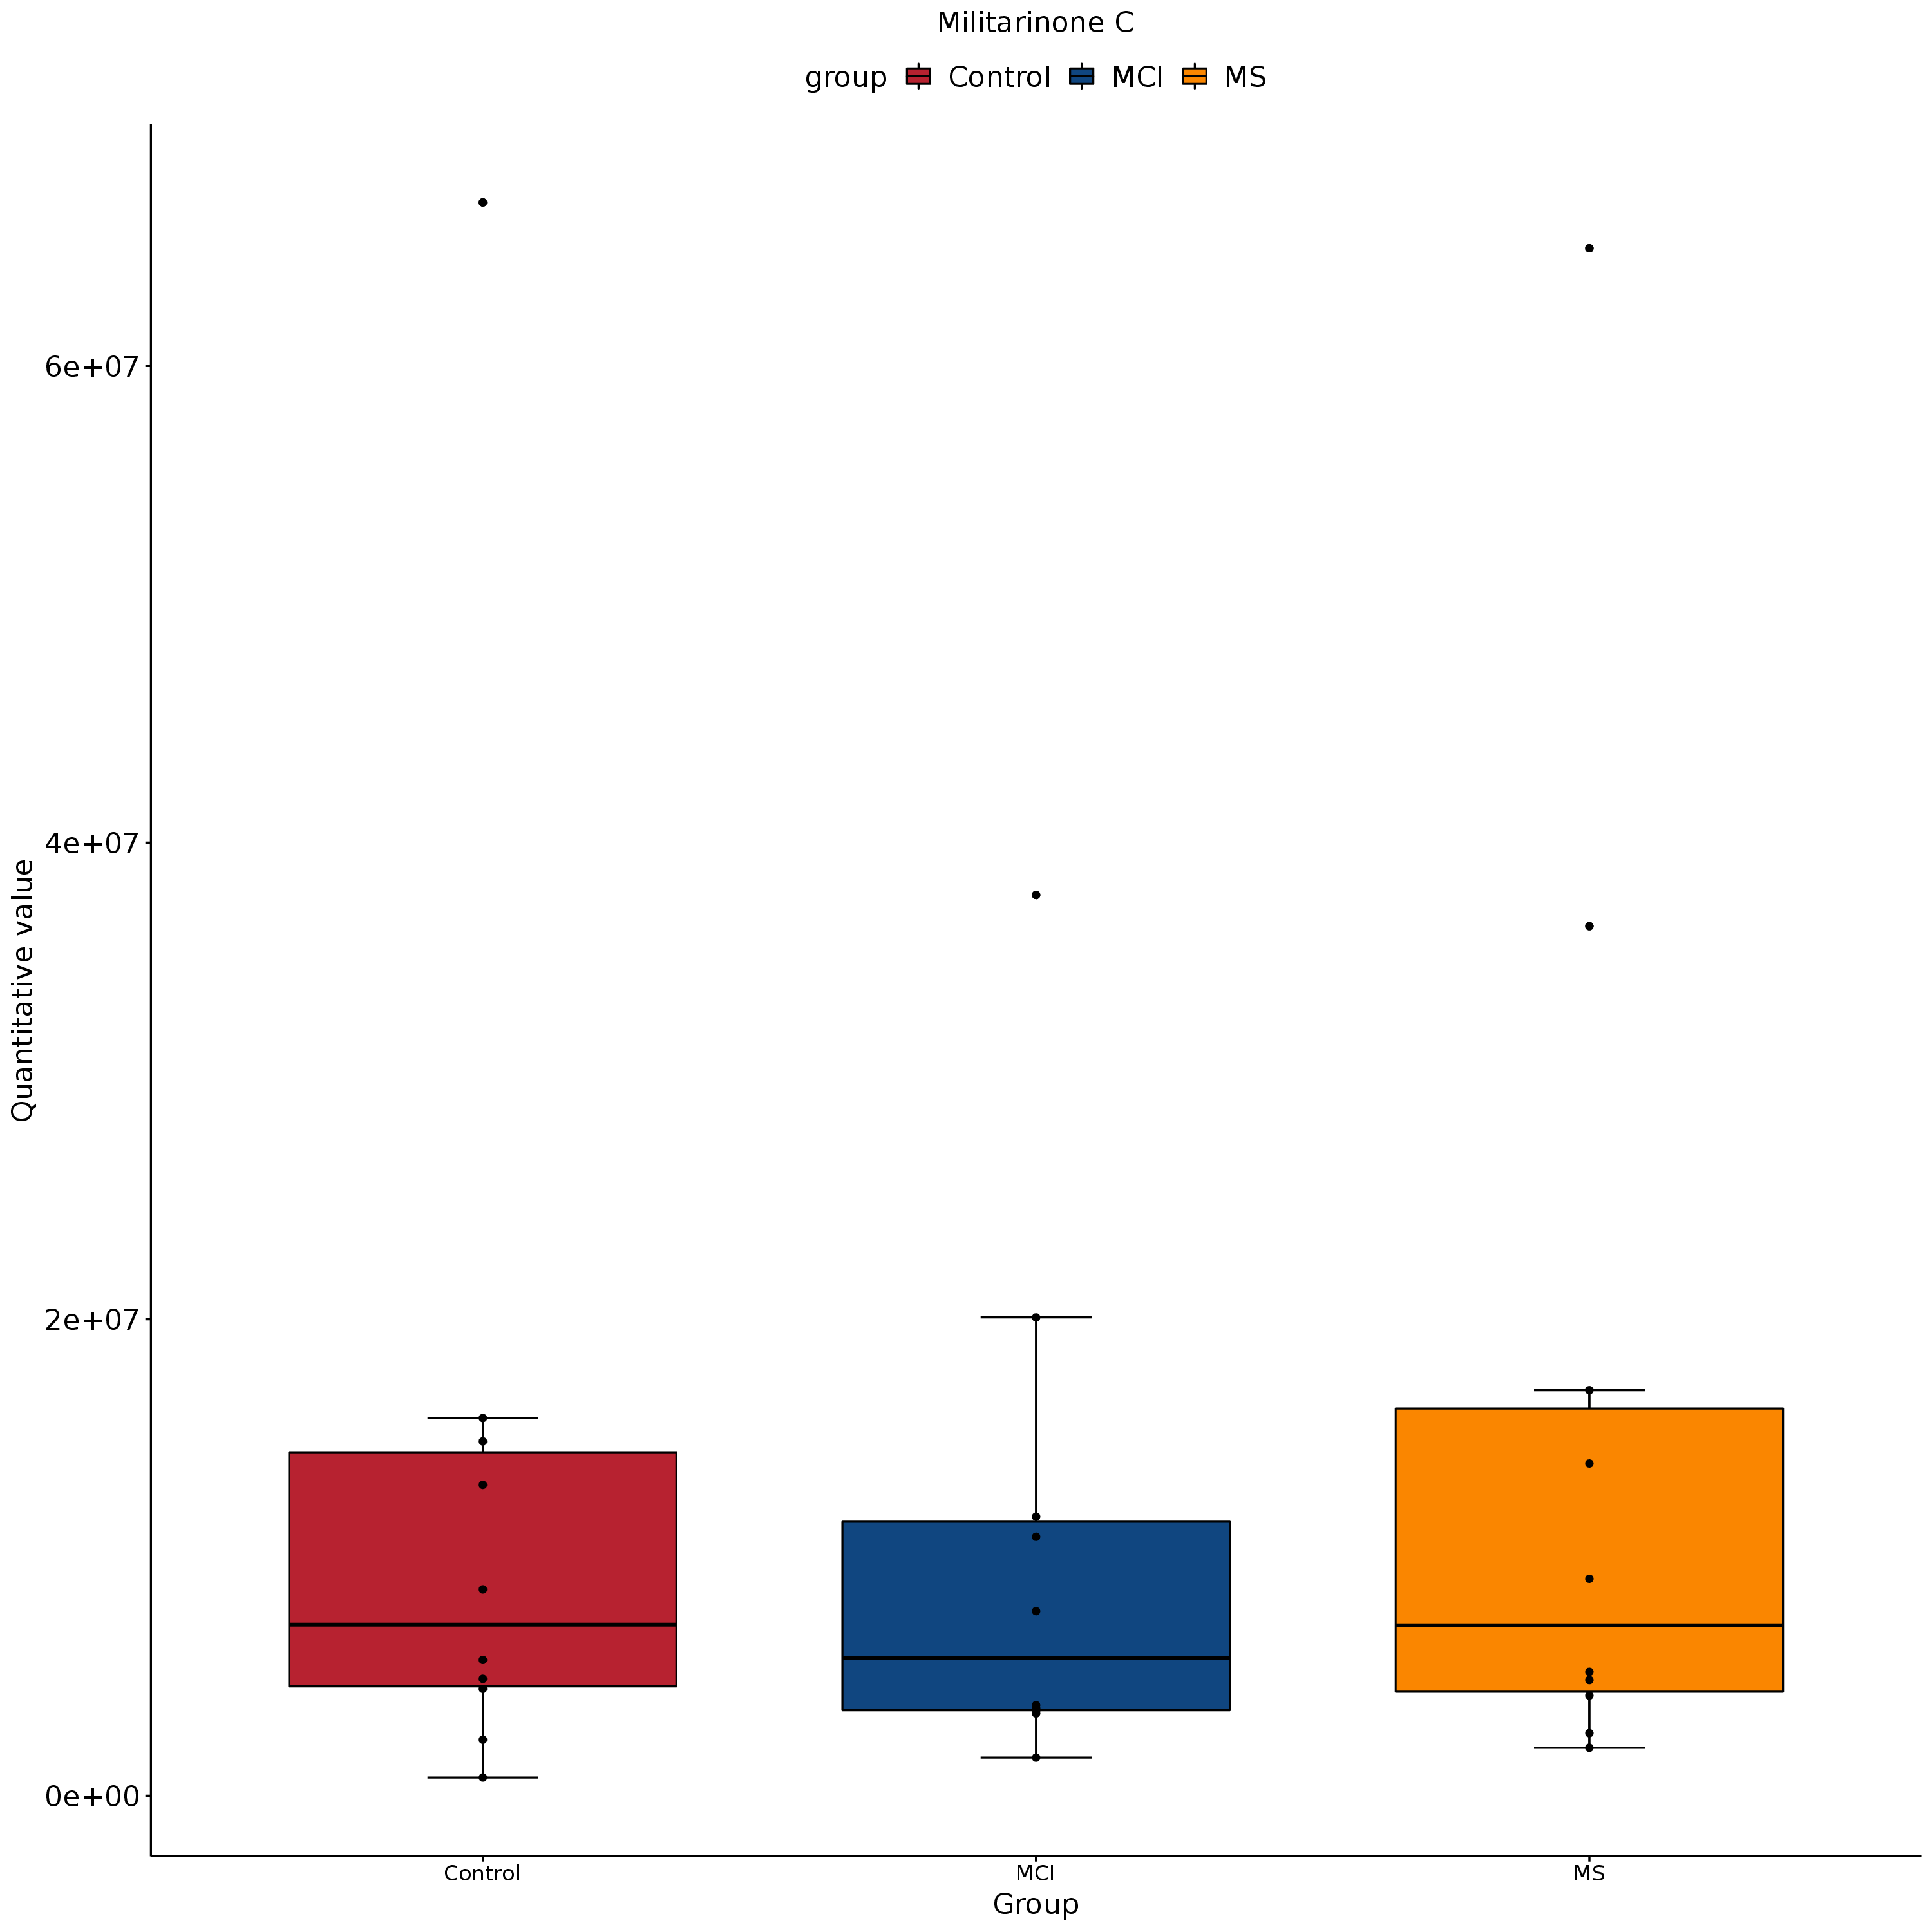 Militarinone C
group Control MCI MS
Quantitative value
6e+07
4e+07
2e+07
0e+00
Control MCI MS
Group